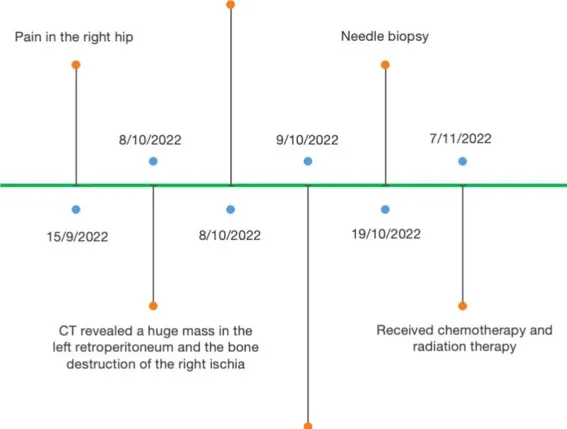 Pain in the right hip
Needle biopsy
8/10/2022
9/10/2022
7/11/2022
15/9/2022
8/10/2022
19/10/2022
CT revealed a huge mass in the
left retroperitoneum and the bone
destruction of the right ischia
Received chemotherapy and
radiation therapy